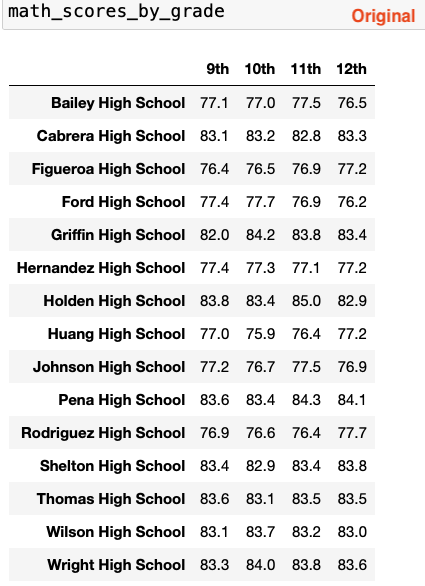 math_scores_by_grade Original
9th 10th 11th 12th
Bailey High School 77.1 77.0 77.5 76.5
Cabrera High School 83.1 83.2 82.8 83.3
Figueroa High School 76.4 76.5 76.9 77.2
Ford High School 77.4 77.7 76.9 76.2
Griffin High School 82.0 84.2 83.8 83.4
Hernandez High School 77.4 77.3 77.1 77.2
Holden High School 83.8 83.4 85.0 82.9
Huang High School 77.0 75.9 76.4 77.2
Johnson High School 77.2 76.7 77.5 76.9
Pena High School 83.6 83.4 84.3 84.1
Rodriguez High School 76.9 76.6 76.4 77.7
Shelton High School 83.4 82.9 83.4 83.8
Thomas High School 83.6 83.1 83.5 83.5
Wilson High School 83.1 83.7 83.2 83.0
Wright High School 83.3 84.0 83.8 83.6